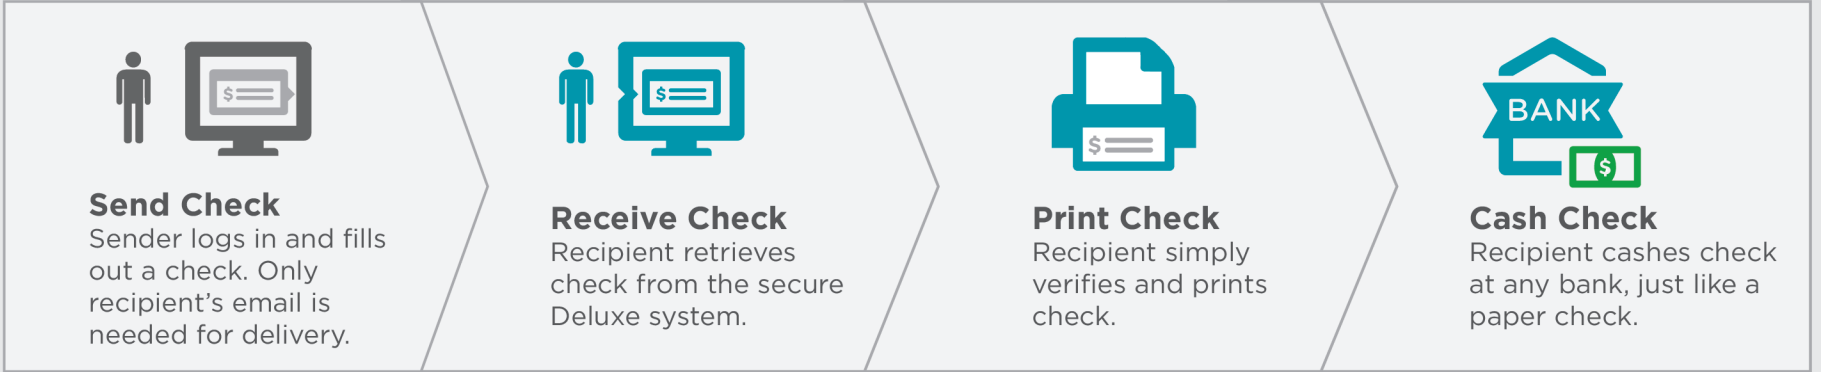 $
Send Check
Sender logs in and fills
out a check. Only
recipient’s email is
needed for delivery.
$
Receive Check
Recipient retrieves
check from the secure
Deluxe system.
$
Print Check
Recipient simply
verifies and prints
check.
BANK
$
Cash Check
Recipient cashes check
at any bank, just like a
paper check.